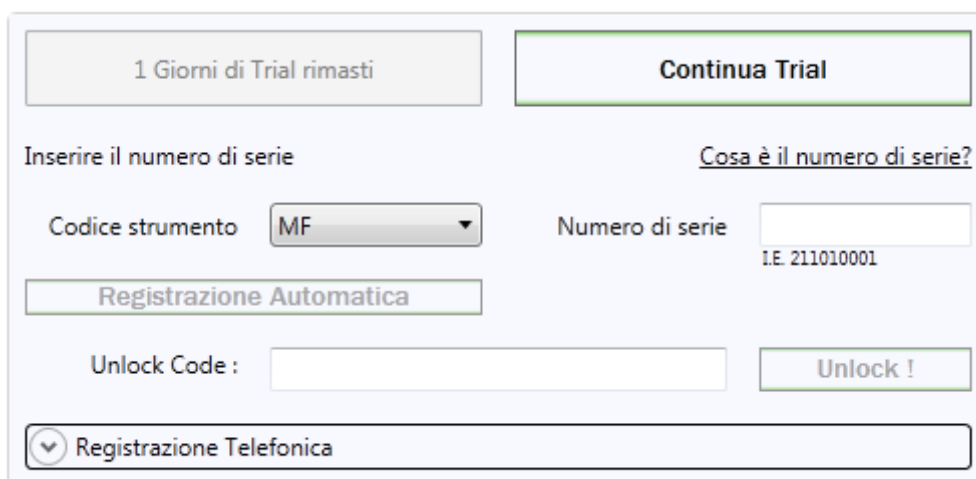 1 Giorni di Trial rimasti
Continua Trial
Inserire il numero di serie
Cosa è il numero di serie?
Codice strumento
MF
Numero di serie
I.E. 211010001
Registrazione Automatica
Unlock Code :
Unlock !
Registrazione Telefonica